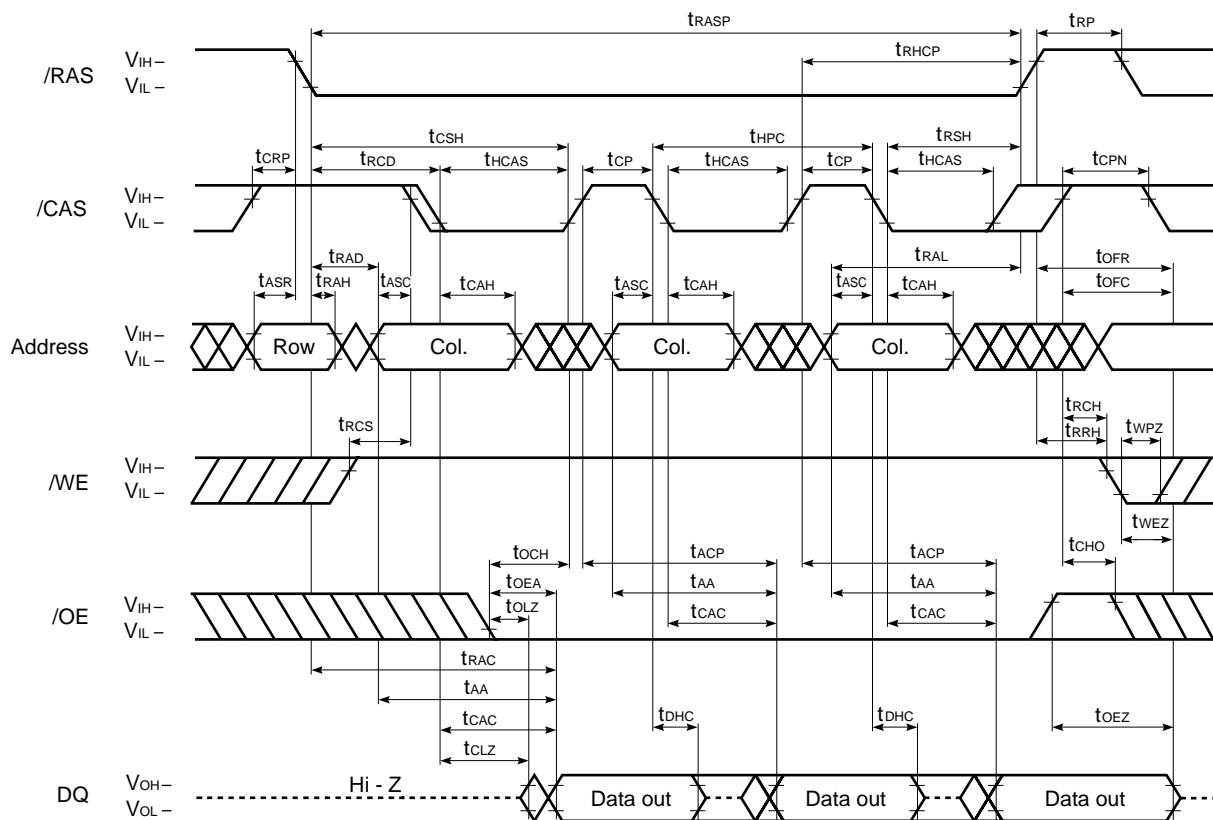 tRASP tRP
tRHCP
/RAS VIH –
VIL –
tCSH tHPC tRSH
tCRP tRCD tHCAS tCP tHCAS tCP tHCAS tCPN
/CAS VIH –
VIL –
tRAD tRAL tOFR
tASR tRAH tASC tCAH tASC tCAH tASC tCAH tOFC
Address VIH –
VIL –
Row Col. Col. Col.
tRCS tRCH
tRRH tWPZ
/WE VIH –
VIL –
tWEZ
tOCH tACP tACP tCHO
tOEA tAA tAA
tOLZ
/OE VIH –
VIL –
tCAC tCAC
tRAC
tAA
tCAC tDHC tDHC tOEZ
tCLZ
DQ VOH –
VOL –
Hi - Z Data out Data out Data out